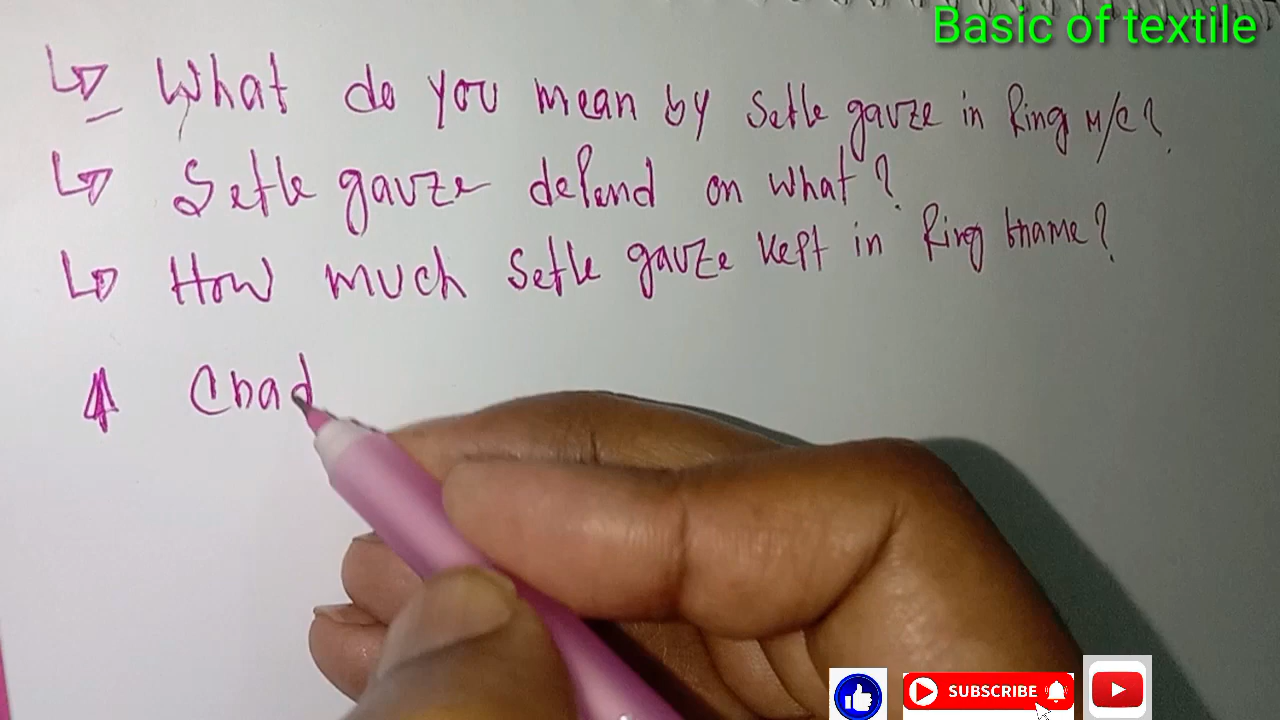 Basic of textile
What do you mean by Setle gauze in Ring M/C?
Setle gauze depend on what?
How much Setle gauze kept in Ring frame?
Crad
SUBSCRIBE